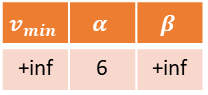 v_min α β
+inf 6 +inf